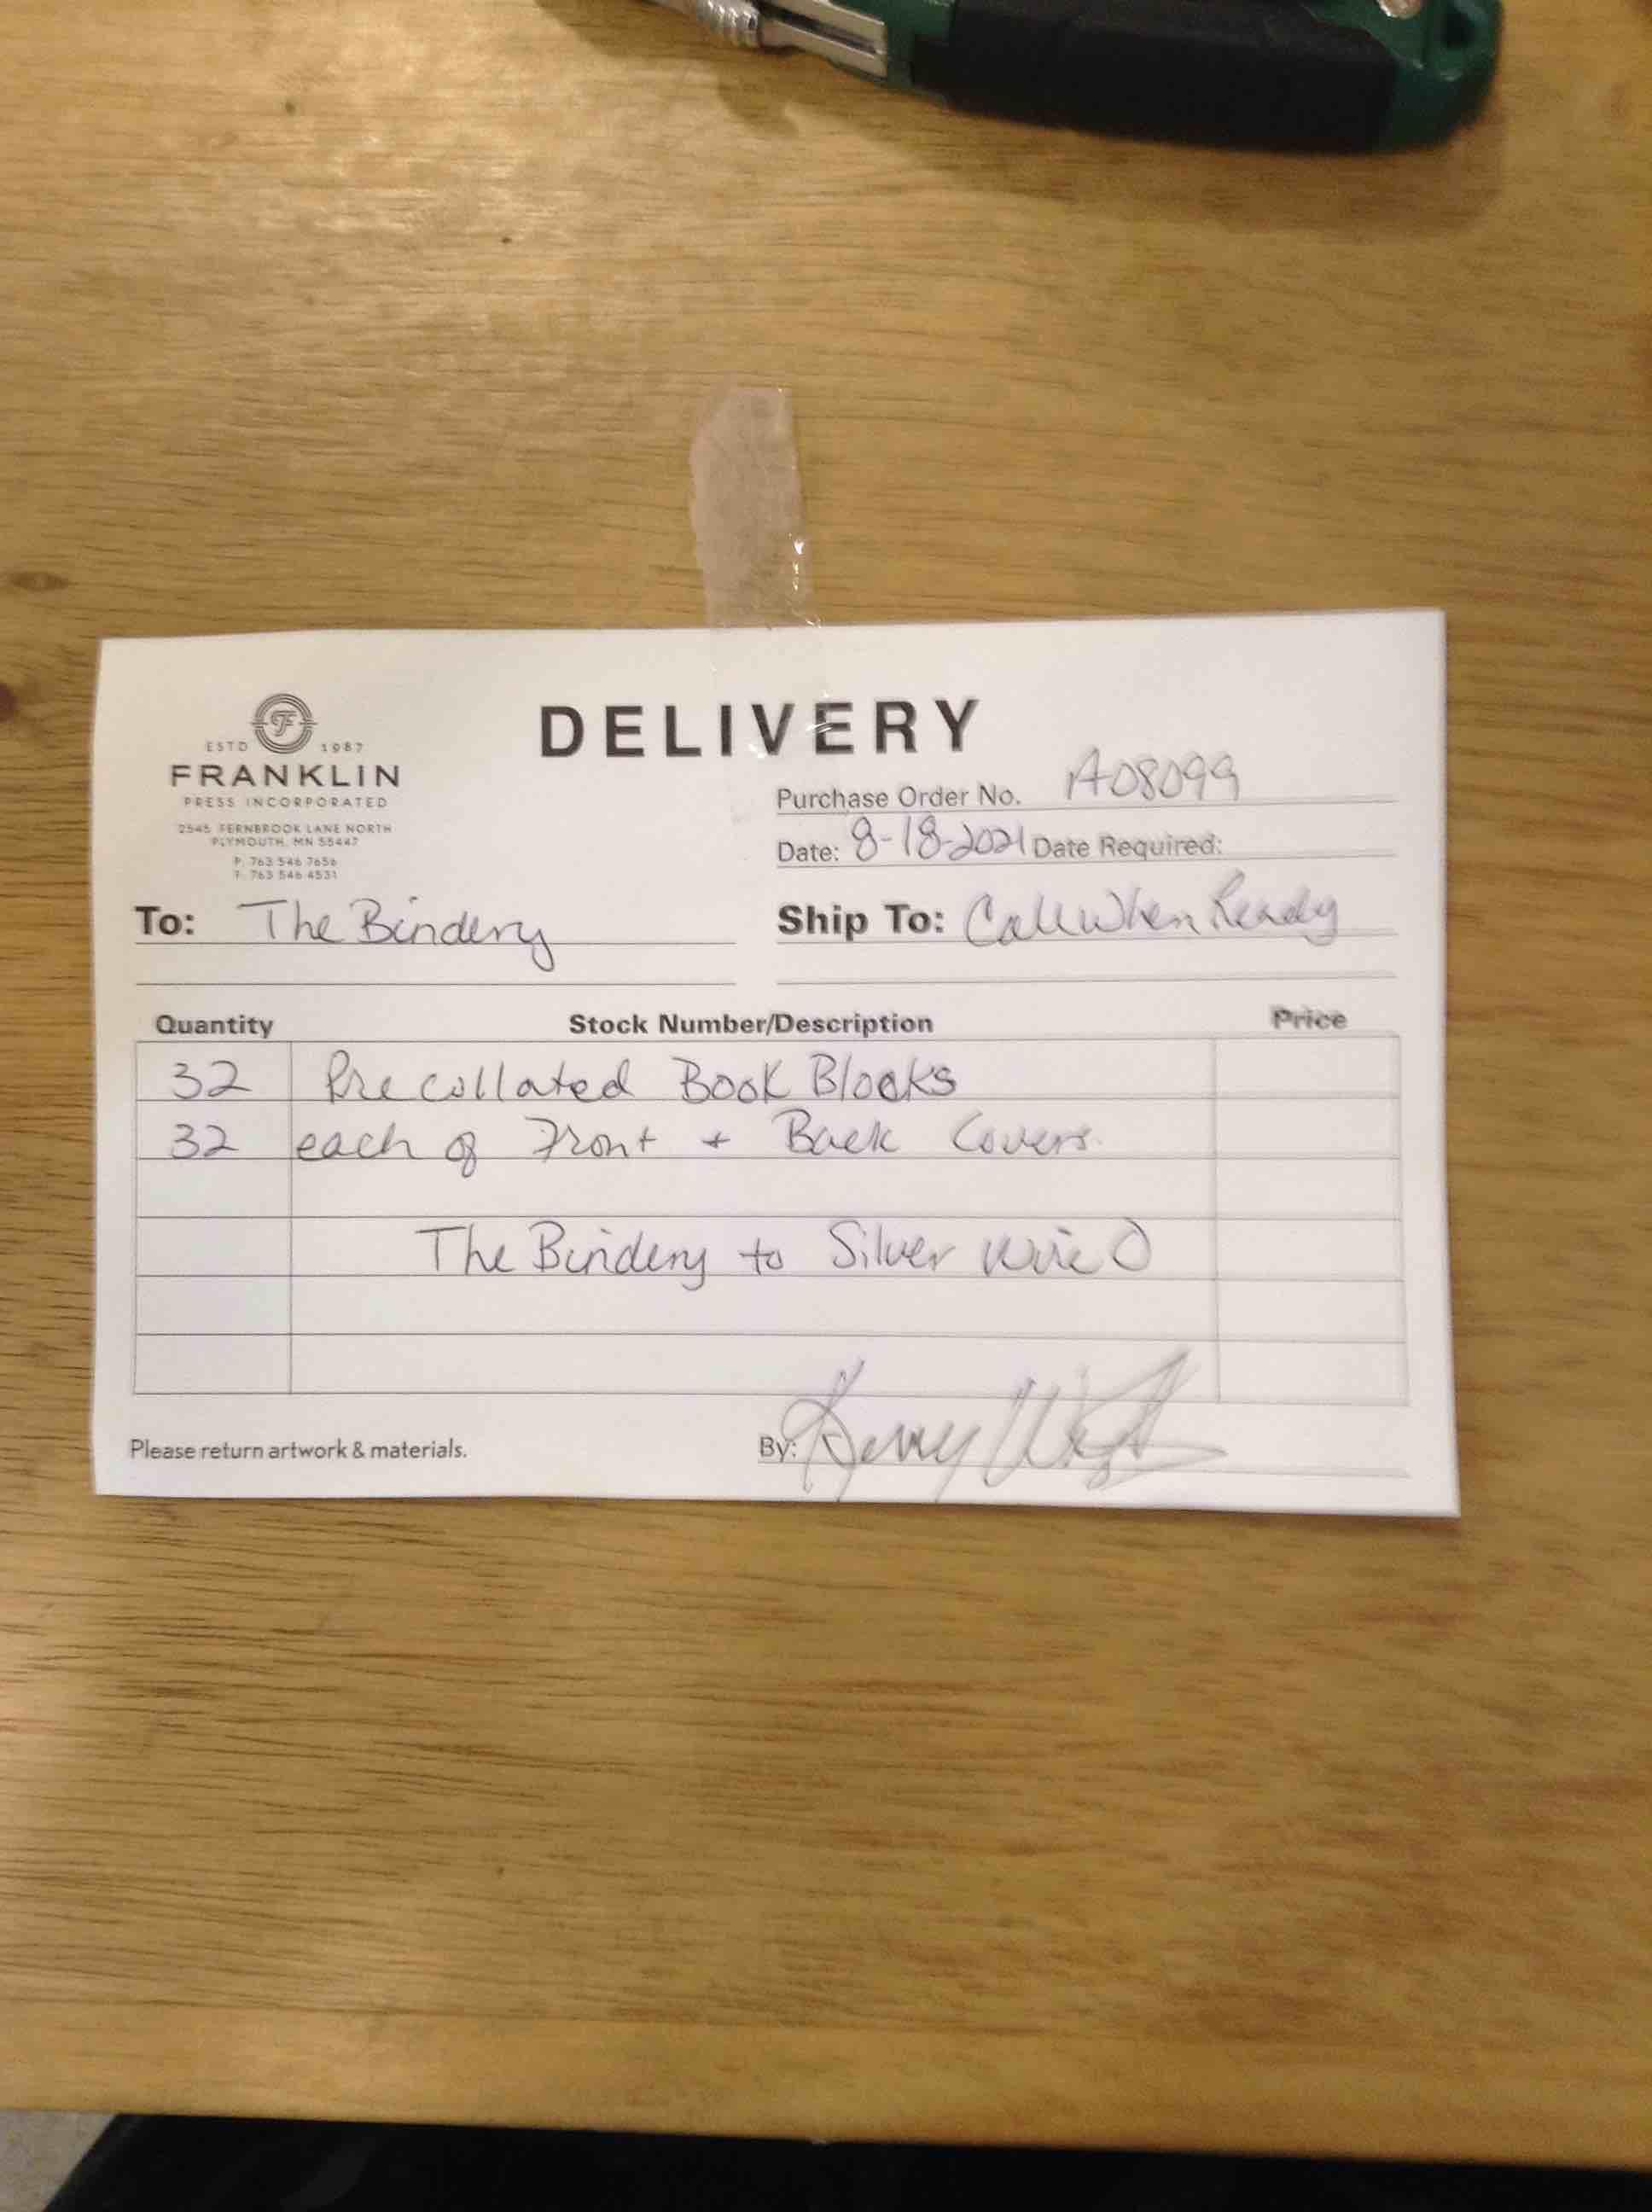 F
ESTD 1987
FRANKLIN
PRESS INCORPORATED
2545 FERNBROOK LANE NORTH
PLYMOUTH, MN 55447
P. 763 546 7656
F. 763 546 4531
DELIVERY
Purchase Order No. A08099
Date: 8-18-2021 Date Required:
To: The Bindery
Ship To: Call When Ready
Quantity Stock Number/Description Price
32 Precollated Book Blocks
32 each of Front + Back Covers
The Bindery to Silver Wire O
Please return artwork & materials.
By: Kerry